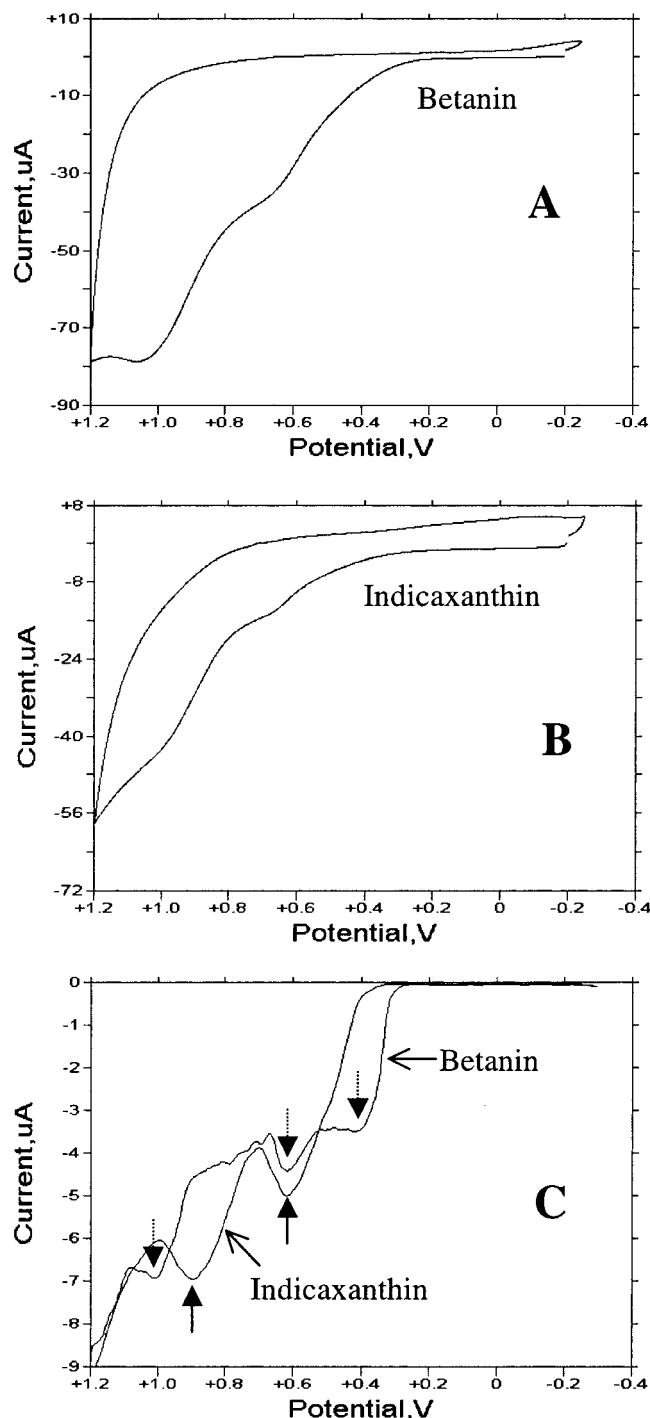 +10
-10
-30
-50
-70
-90
Current,uA
Betanin
A
+1.2 +1.0 +0.8 +0.6 +0.4 +0.2 0 -0.2 -0.4
Potential,V
+8
-8
-24
-40
-56
-72
Current,uA
Indicaxanthin
B
+1.2 +1.0 +0.8 +0.6 +0.4 +0.2 0 -0.2 -0.4
Potential,V
0
-1
-2
-3
-4
-5
-6
-7
-8
-9
Current,uA
Betanin
C
Indicaxanthin
+1.2 +1.0 +0.8 +0.6 +0.4 +0.2 0 -0.2 -0.4
Potential,V